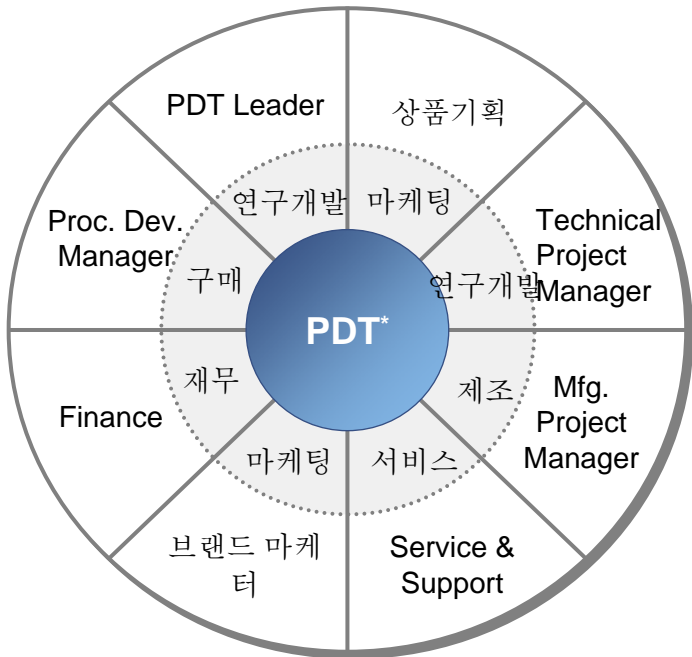 PDT Leader
상품기획
연구개발
마케팅
Proc. Dev.
Manager
구매
Technical
Project
Manager
연구개발
PDT*
재무
제조
Finance
Mfg.
Project
Manager
마케팅
서비스
브랜드 마케
터
Service &
Support